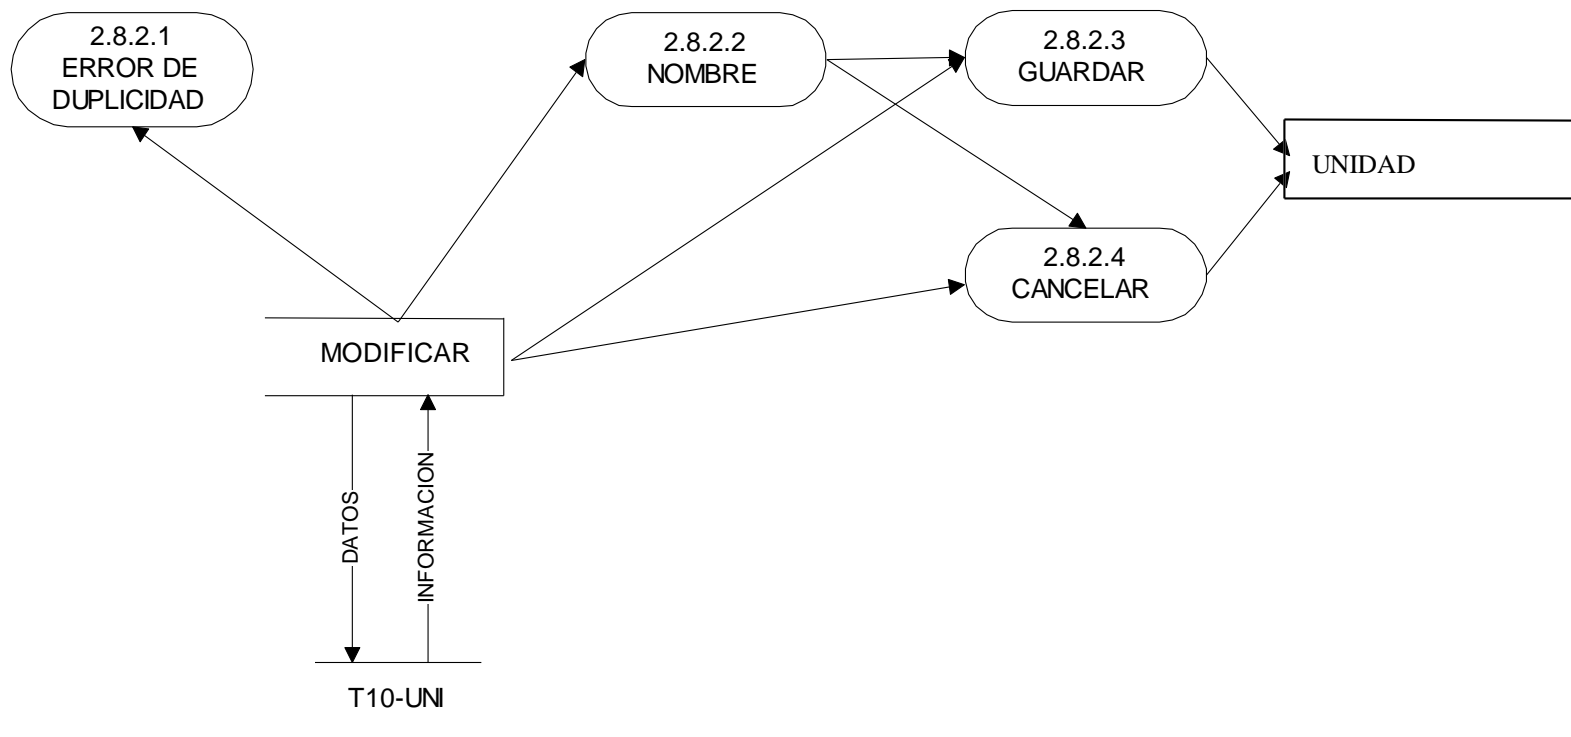 2.8.2.1
ERROR DE
DUPLICIDAD
2.8.2.2
NOMBRE
2.8.2.3
GUARDAR
UNIDAD
2.8.2.4
CANCELAR
MODIFICAR
DATOS
INFORMACION
T10-UNI